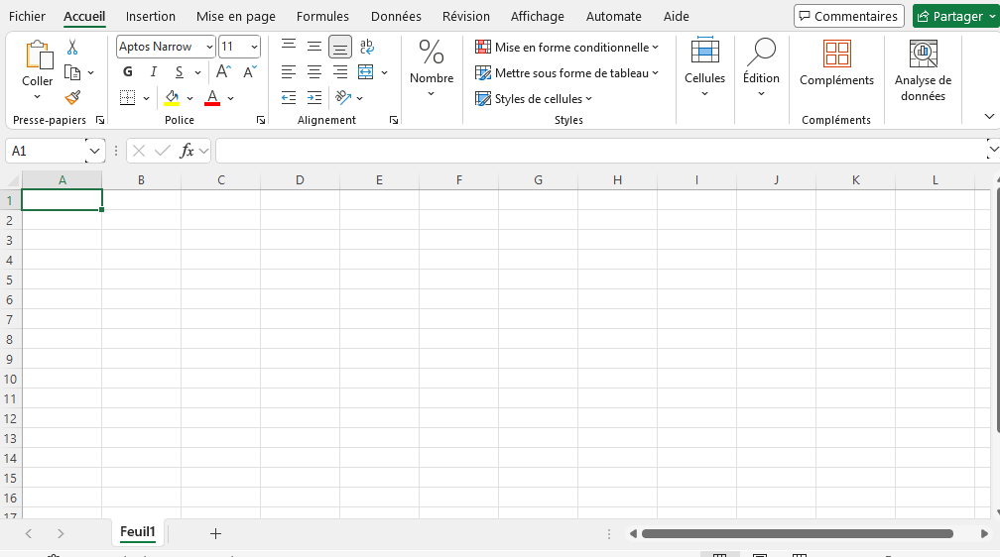 Fichier Accueil Insertion Mise en page Formules Données Révision Affichage Automate Aide Commentaires Partager
Coller
Presse-papiers
Aptos Narrow 11
G I S A A
A
Police
ab
Alignement
%
Nombre
Mise en forme conditionnelle
Mettre sous forme de tableau
Styles de cellules
Styles
Cellules
Édition
Compléments
Compléments
Analyse de
données
A1 fx
A B C D E F G H I J K L
1
2
3
4
5
6
7
8
9
10
11
12
13
14
15
16
17
Feuil1